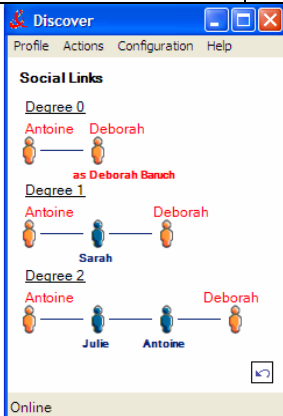 Discover
Profile Actions Configuration Help
Social Links
Degree 0
Antoine Deborah
as Deborah Baruch
Degree 1
Antoine Deborah
Sarah
Degree 2
Antoine Deborah
Julie Antoine
Online